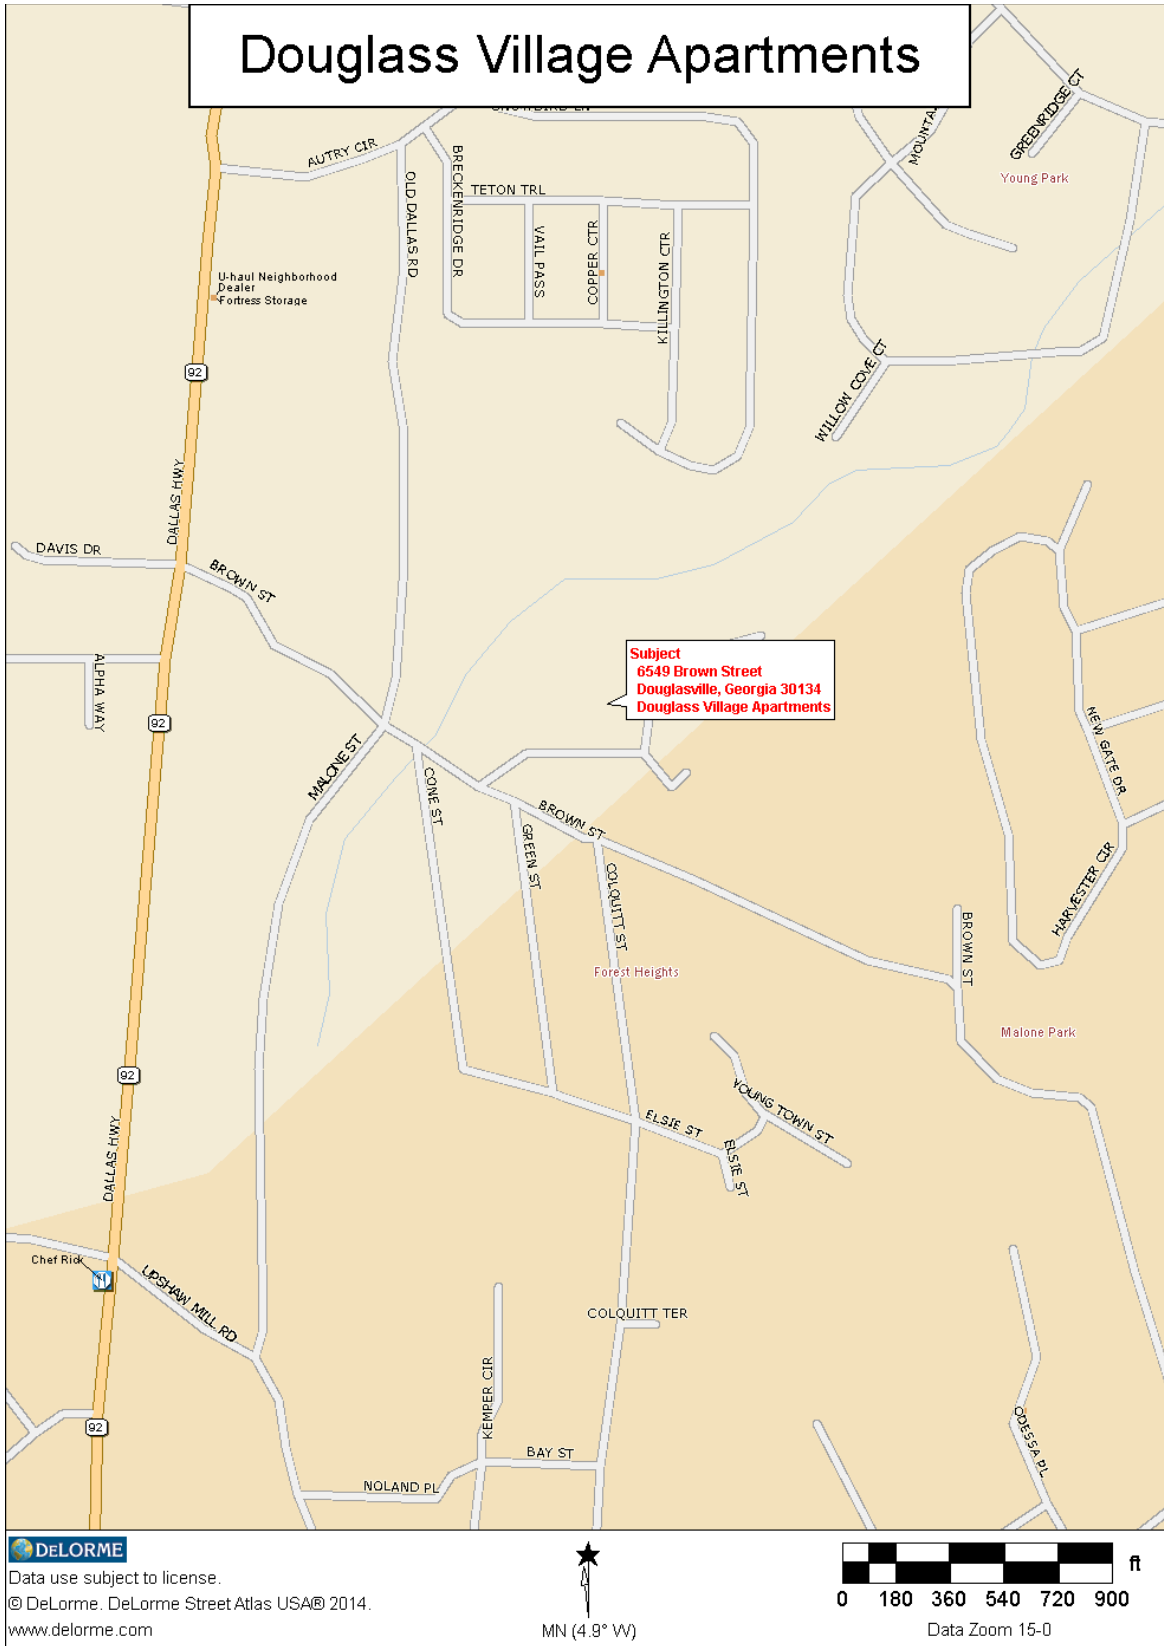 Douglass Village Apartments
SNOWBIRD LN
AUTRY CIR
OLD DALLAS RD
BRECKENRIDGE DR
TETON TRL
VAIL PASS
COPPER CTR
KILLINGTON CTR
GREENRIDGE CT
Young Park
U-haul Neighborhood
Dealer
Fortress Storage
92
WILLOW COVE CT
DALLAS HWY
DAVIS DR
BROWN ST
ALPHA WAY
92
Subject
6549 Brown Street
Douglasville, Georgia 30134
Douglass Village Apartments
NEW GATE DR
MALONE ST
CONE ST
GREEN ST
BROWN ST
COLQUITT ST
HARVESTER CIR
BROWN ST
Forest Heights
Malone Park
92
YOUNG TOWN ST
ELSIE ST
ELSIE ST
DALLAS HWY
Chef Rick
UPSHAW MILL RD
COLQUITT TER
KEMPER CIR
ODESSA PL
92
BAY ST
NOLAND PL
DELORME
Data use subject to license.
© DeLorme. DeLorme Street Atlas USA® 2014.
www.delorme.com
MN (4.9° W)
ft
0 180 360 540 720 900
Data Zoom 15-0